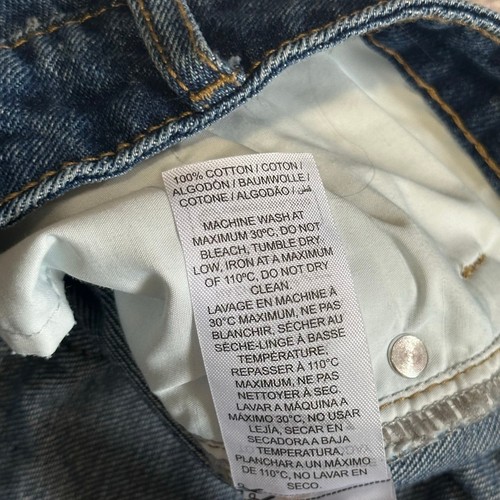 100% COTTON / COTON /
ALGODÓN / BAUMWOLLE /
COTONE / ALGODÃO / قطن
MACHINE WASH AT
MAXIMUM 30ºC, DO NOT
BLEACH, TUMBLE DRY
LOW, IRON AT A MAXIMUM
OF 110ºC, DO NOT DRY
CLEAN.
LAVAGE EN MACHINE À
30°C MAXIMUM, NE PAS
BLANCHIR, SÉCHER AU
SÈCHE-LINGE À BASSE
TEMPÉRATURE,
REPASSER À 110°C
MAXIMUM, NE PAS
NETTOYER À SEC.
LAVAR A MÁQUINA A
MÁXIMO 30°C, NO USAR
LEJÍA, SECAR EN
SECADORA A BAJA
TEMPERATURA,
PLANCHAR A UN MÁXIMO
DE 110°C, NO LAVAR EN
SECO.